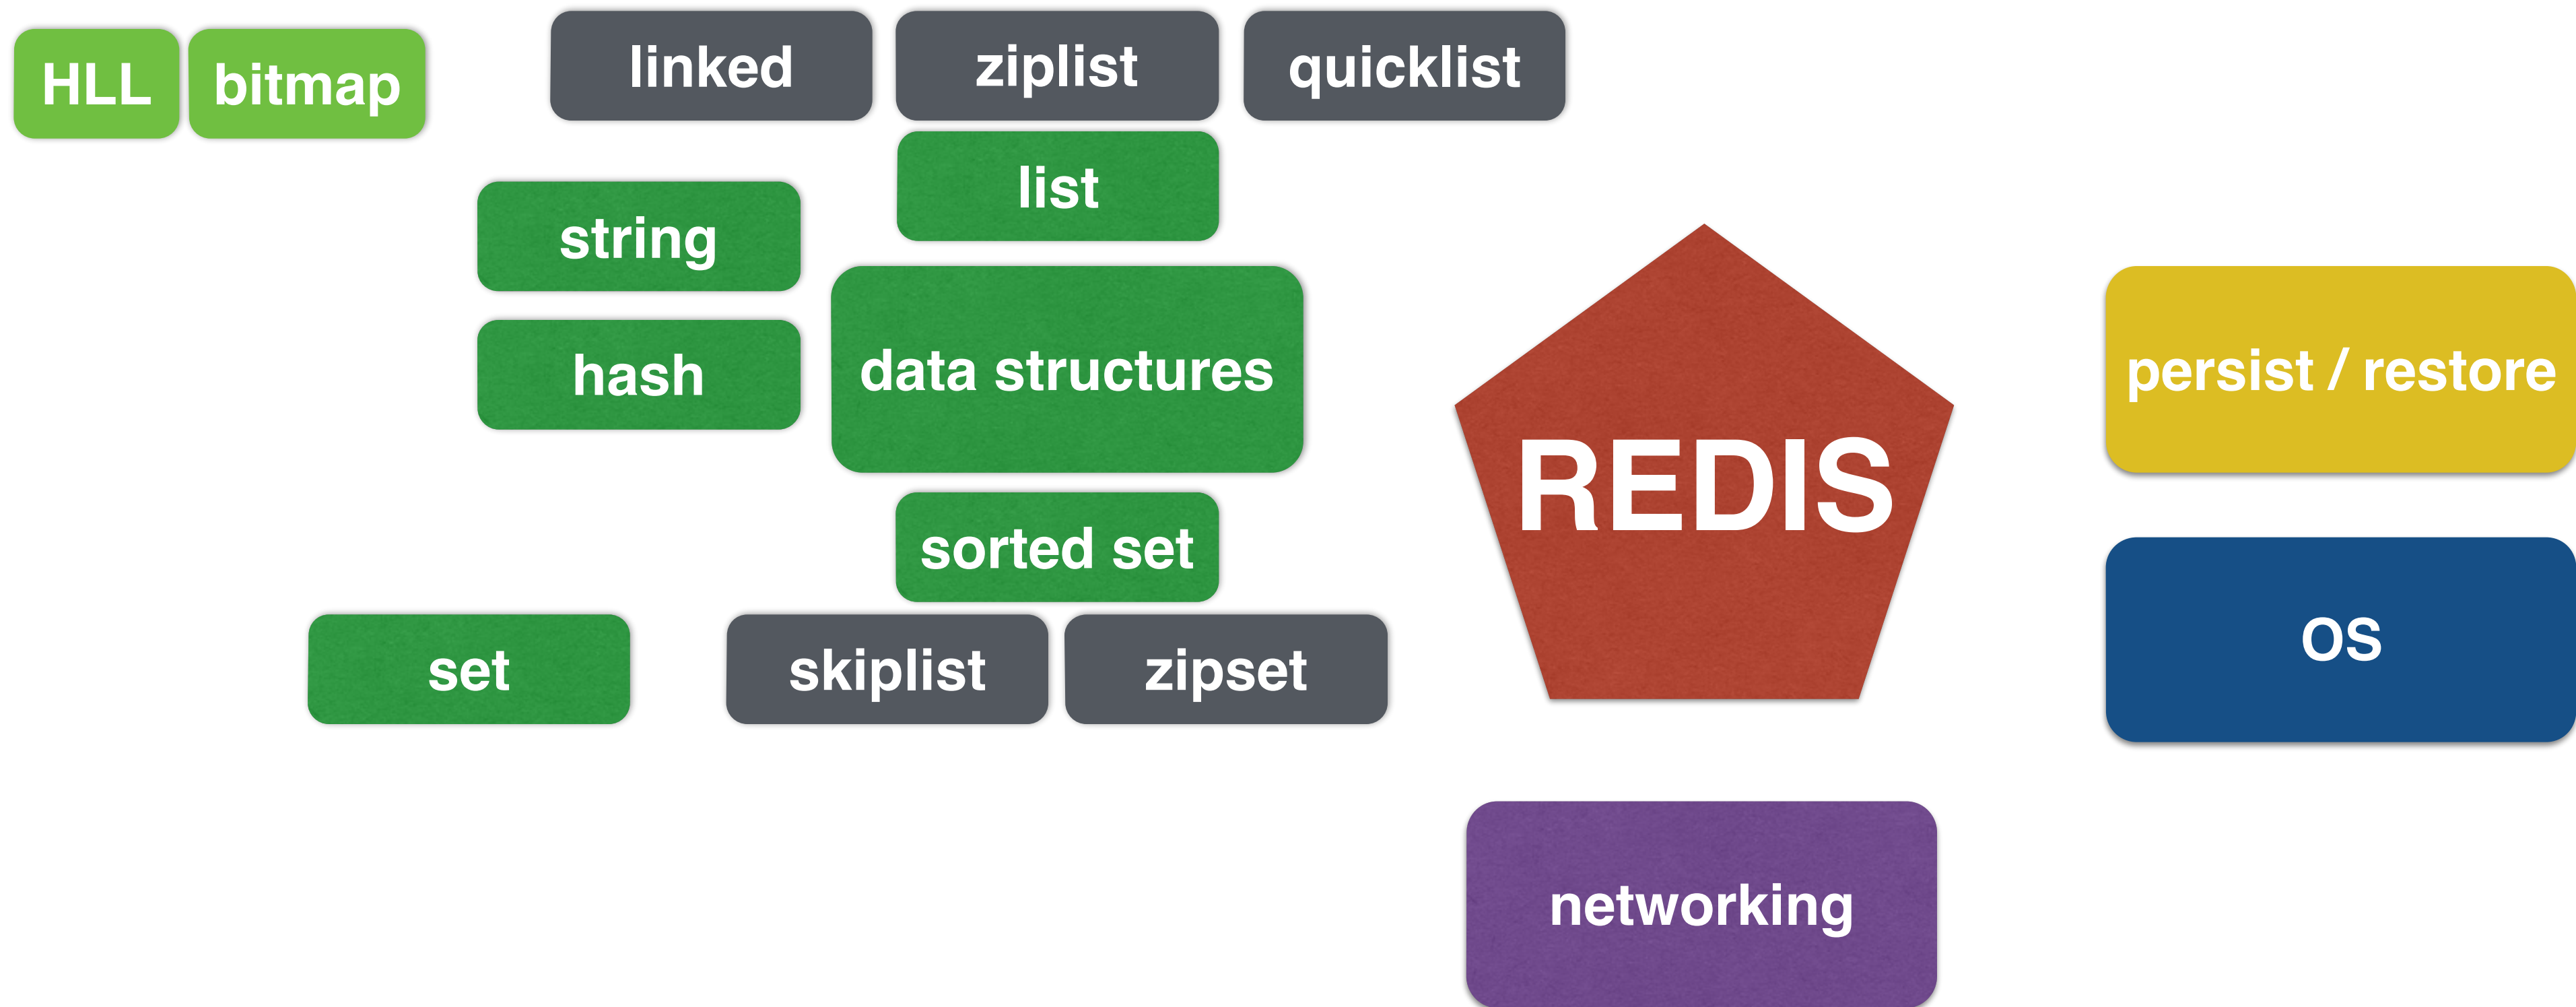 HLL
bitmap
linked
ziplist
quicklist
list
string
hash
data structures
sorted set
set
skiplist
zipset
REDIS
persist / restore
OS
networking